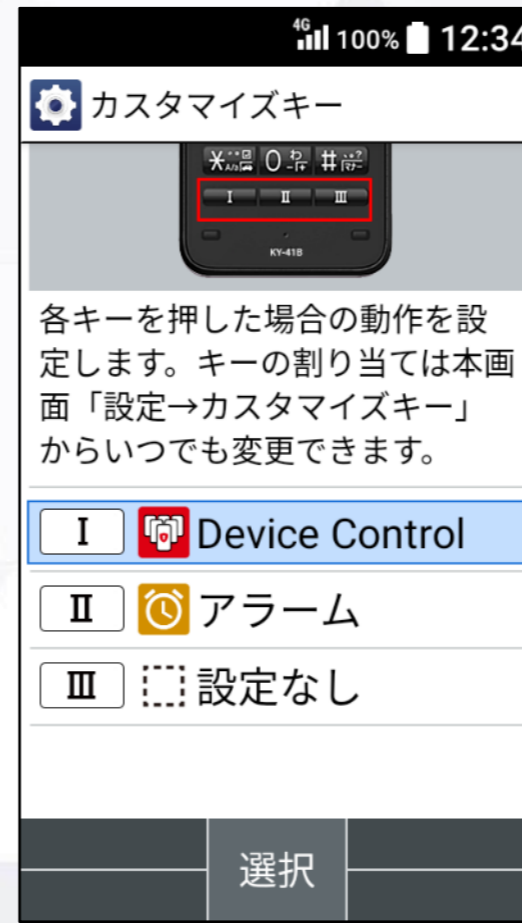 4G 100% 12:34
カスタマイズキー
0 #
I II III
KY-41B
各キーを押した場合の動作を設
定します。キーの割り当ては本画
面「設定→カスタマイズキー」
からいつでも変更できます。
I Device Control
II アラーム
III 設定なし
選択